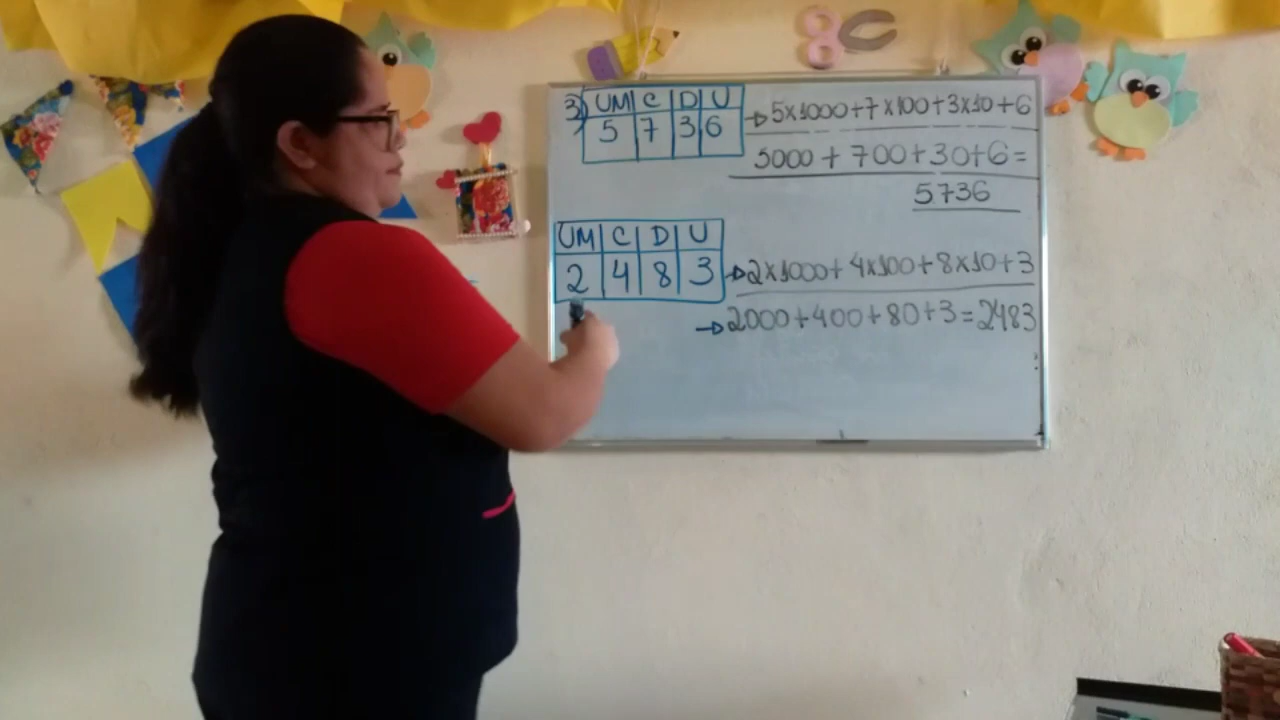 3) UM C D U
5 7 3 6 → 5x1000+7x100+3x10+6
5000 + 700+30+6=
5736
UM C D U
2 4 8 3 → 2x1000+ 4x100+8x10+3
→ 2000+400+80+3=2483